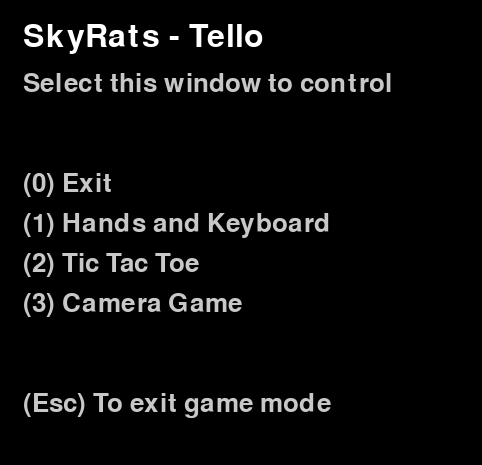 SkyRats - Tello
Select this window to control
(0) Exit
(1) Hands and Keyboard
(2) Tic Tac Toe
(3) Camera Game
(Esc) To exit game mode